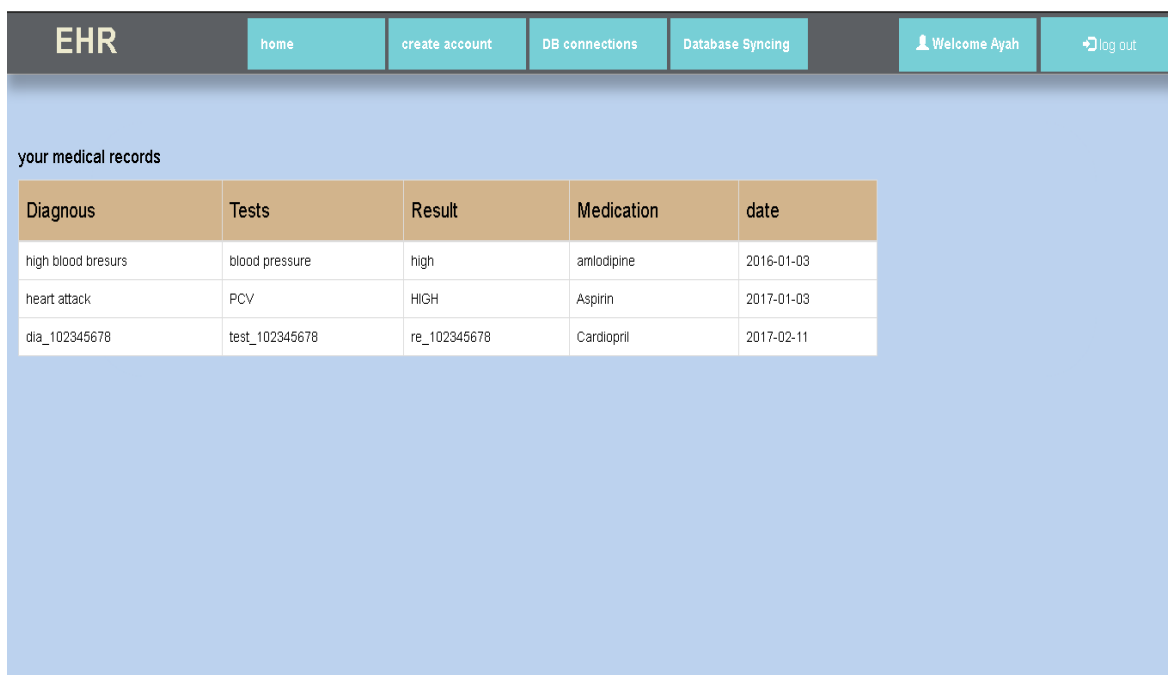 EHR home create account DB connections Database Syncing Welcome Ayah log out
your medical records
Diagnous Tests Result Medication date
high blood bresurs blood pressure high amlodipine 2016-01-03
heart attack PCV HIGH Aspirin 2017-01-03
dia_102345678 test_102345678 re_102345678 Cardiopril 2017-02-11